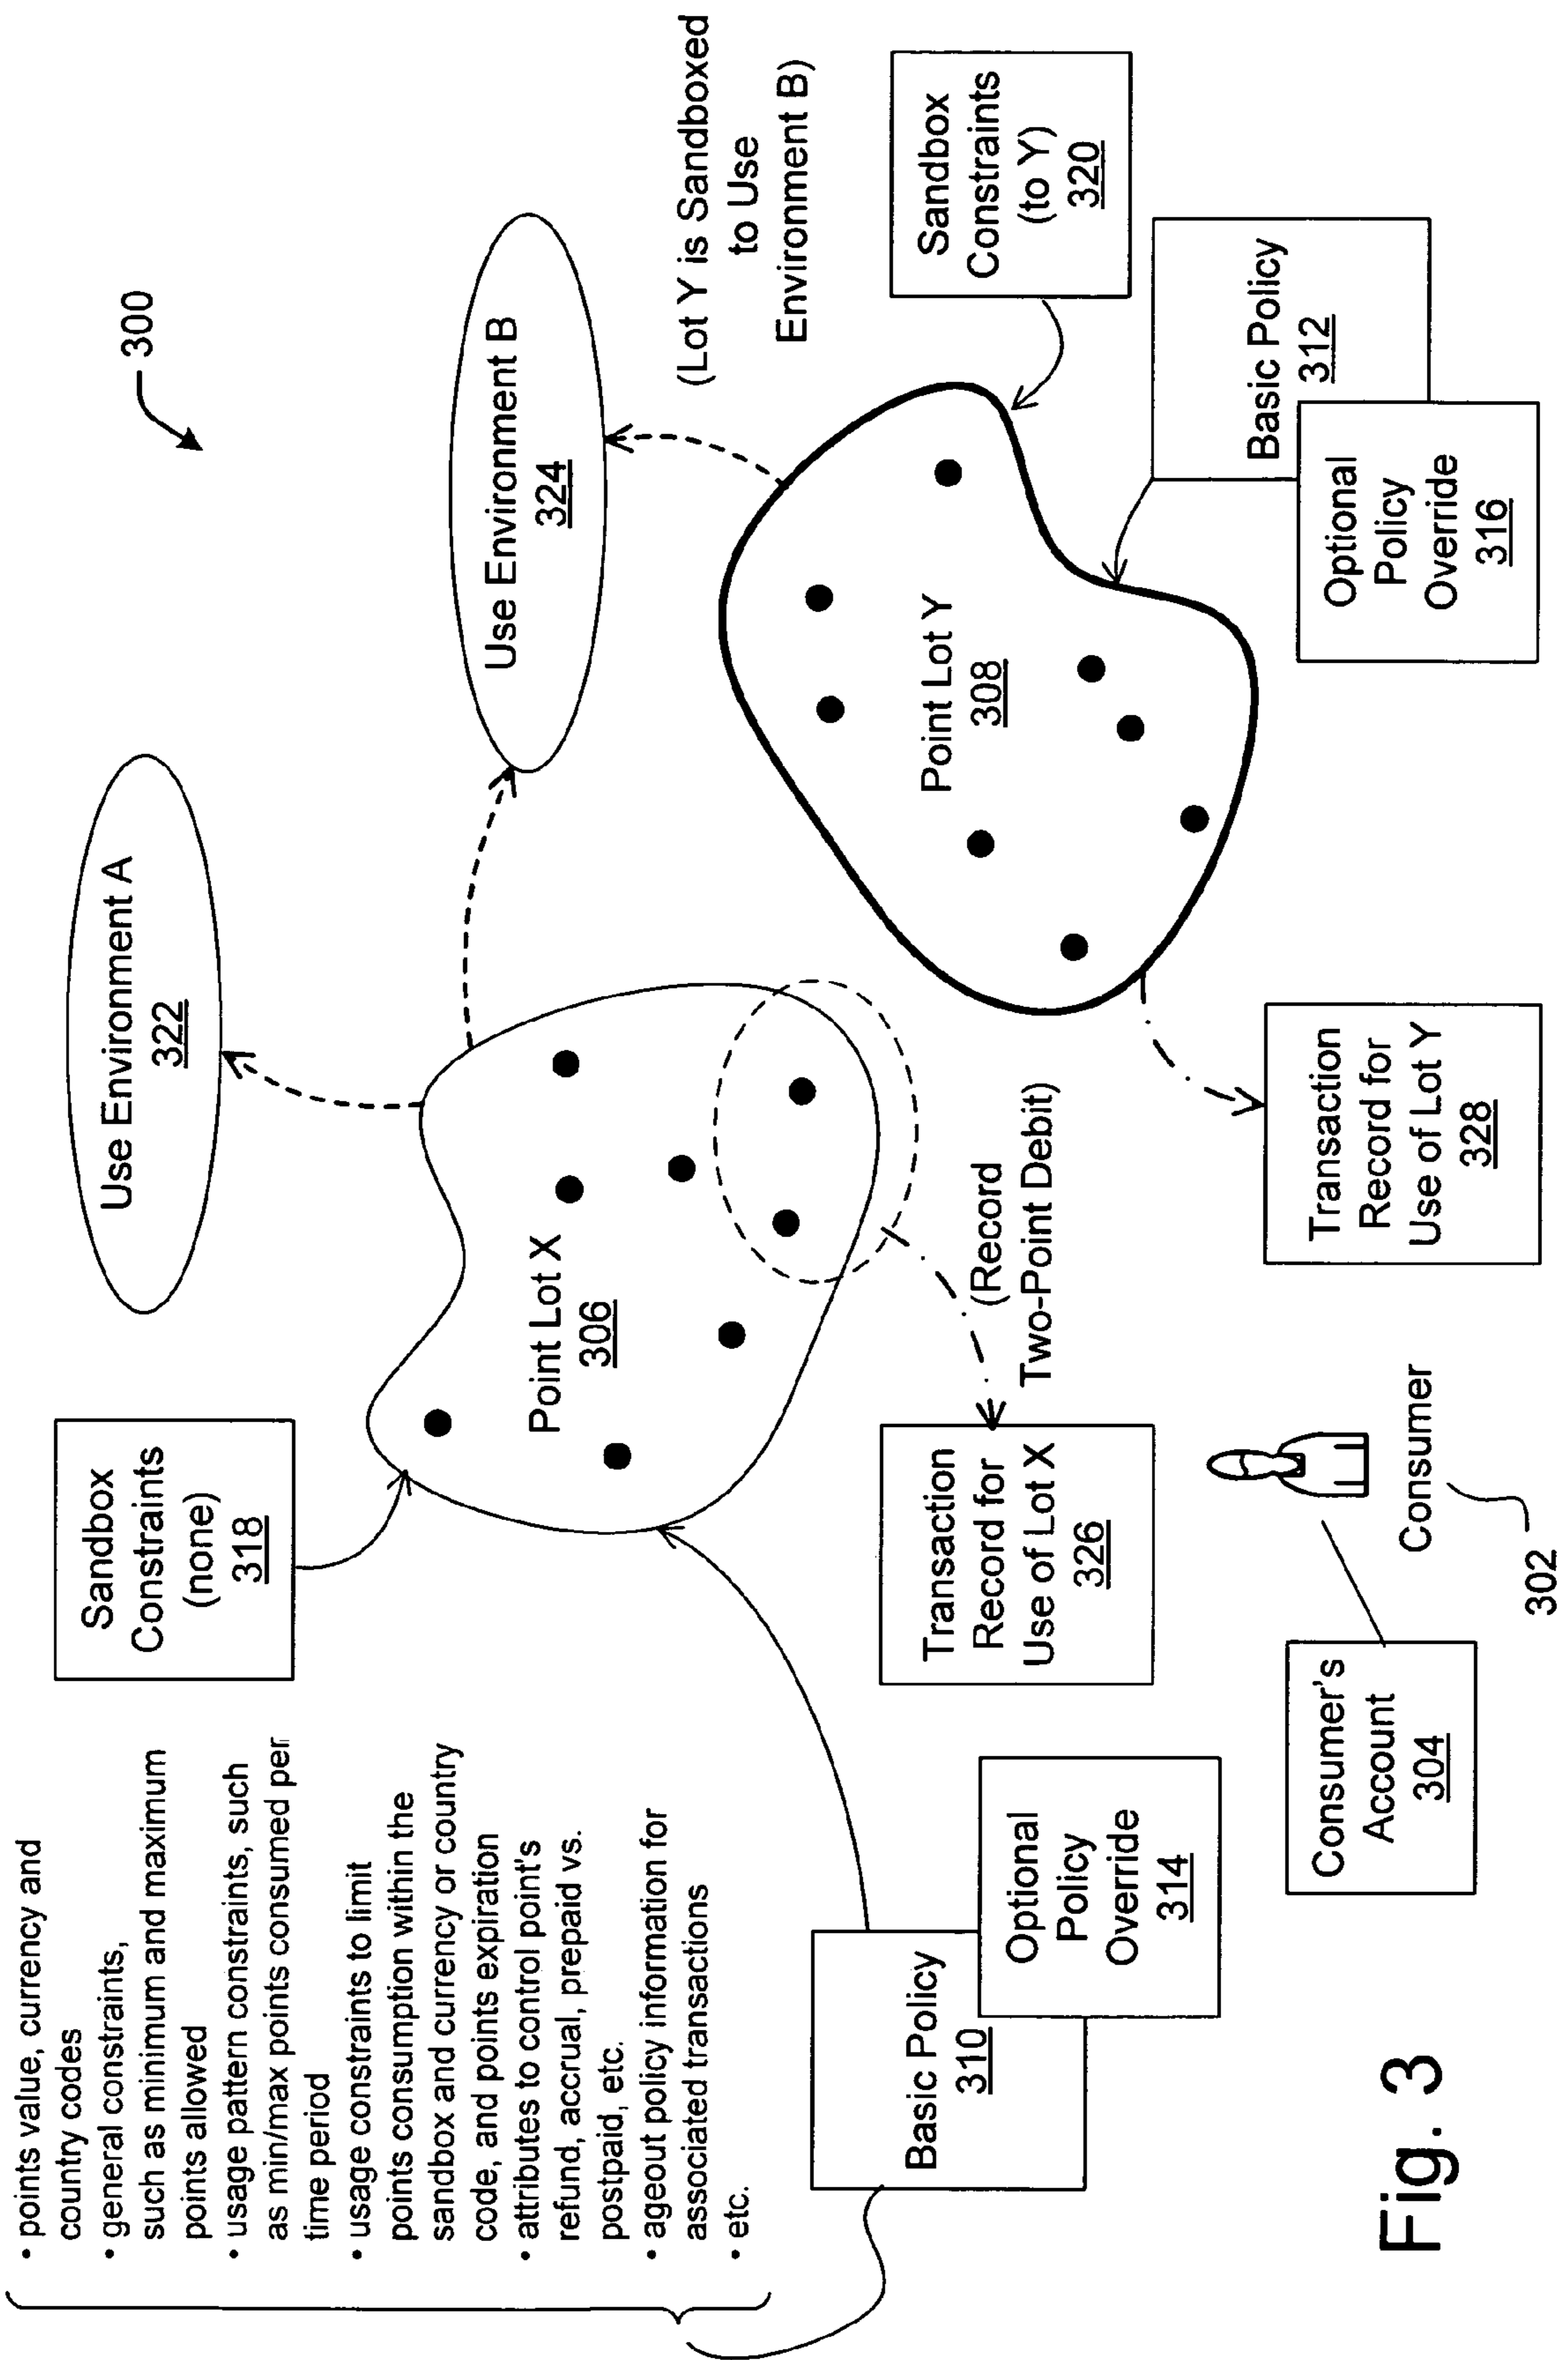 • points value, currency and
country codes
• general constraints,
such as minimum and maximum
points allowed
• usage pattern constraints, such
as min/max points consumed per
time period
• usage constraints to limit
points consumption within the
sandbox and currency or country
code, and points expiration
• attributes to control point's
refund, accrual, prepaid vs.
postpaid, etc.
• ageout policy information for
associated transactions
• etc.
Basic Policy
310
Optional
Policy
Override
314
Sandbox
Constraints
(none)
318
Use Environment A
322
300
Use Environment B
324
Point Lot X
306
(Lot Y is Sandboxed
to Use
Environment B)
Sandbox
Constraints
(to Y)
320
Point Lot Y
308
Basic Policy
312
Optional
Policy
Override
316
(Record
Two-Point Debit)
Transaction
Record for
Use of Lot X
326
Transaction
Record for
Use of Lot Y
328
Consumer's
Account
304
Consumer
302
Fig. 3